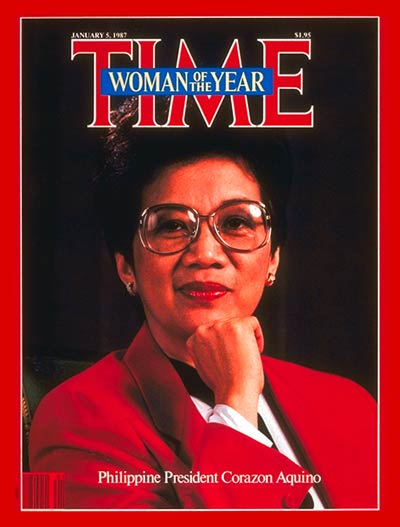 JANUARY 5, 1987 $1.95
TIME
WOMAN OF THE YEAR
Philippine President Corazon Aquino